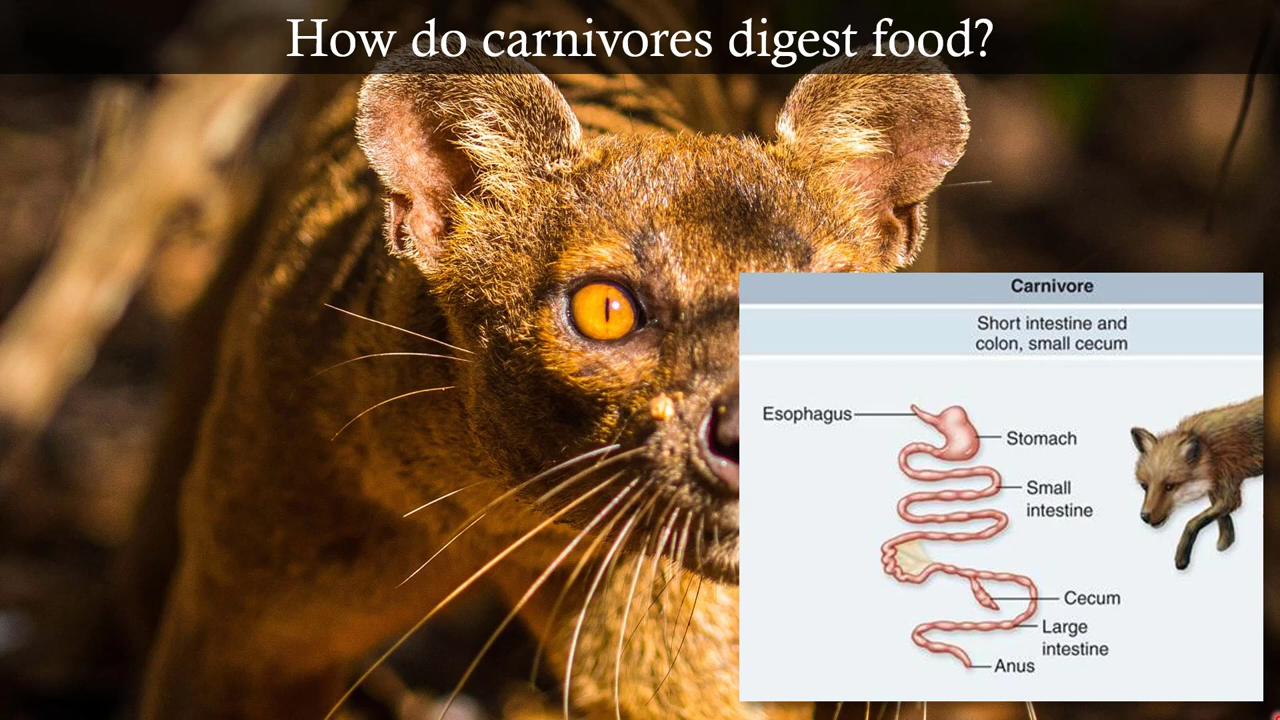 How do carnivores digest food?
Carnivore
Short intestine and
colon, small cecum
Esophagus
Stomach
Small
intestine
Cecum
Large
intestine
Anus